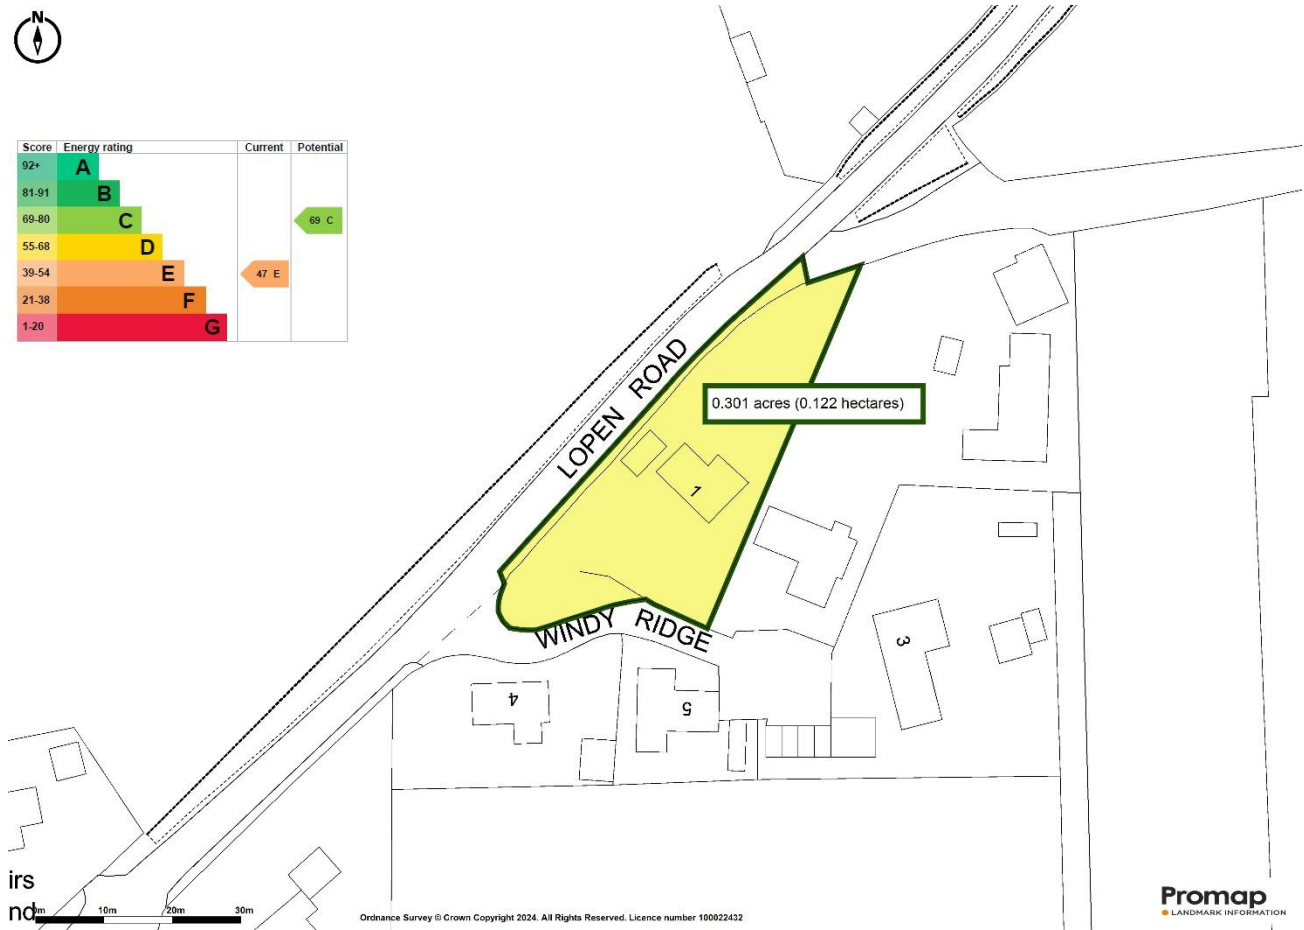 N
Score Energy rating Current Potential
92+ A
81-91 B
69-80 C 69 C
55-68 D
39-54 E 47 E
21-38 F
1-20 G
LOPEN ROAD
0.301 acres (0.122 hectares)
1
WINDY RIDGE
3
4
5
irs
nd
0m 10m 20m 30m
Ordnance Survey © Crown Copyright 2024. All Rights Reserved. Licence number 100022432
Promap
LANDMARK INFORMATION